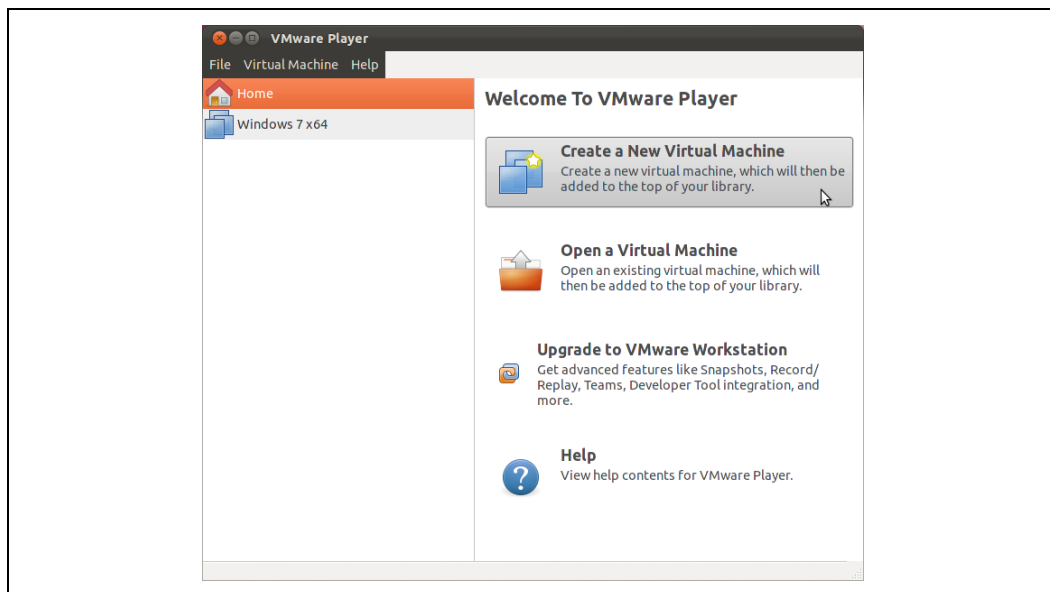 VMware Player
File Virtual Machine Help
Home
Windows 7 x64
Welcome To VMware Player
Create a New Virtual Machine
Create a new virtual machine, which will then be
added to the top of your library.
Open a Virtual Machine
Open an existing virtual machine, which will
then be added to the top of your library.
Upgrade to VMware Workstation
Get advanced features like Snapshots, Record/
Replay, Teams, Developer Tool integration, and
more.
Help
View help contents for VMware Player.